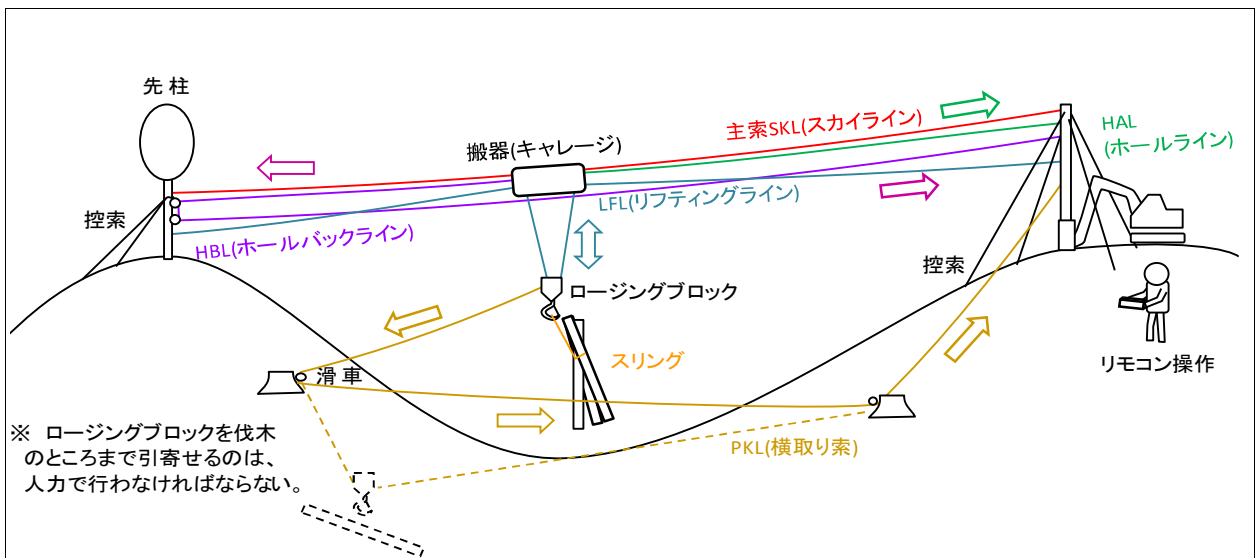 先柱
搬器(キャレージ)
主索SKL(スカイライン)
HAL
(ホールライン)
控索
HBL(ホールバックライン)
LFL(リフティングライン)
ロージングブロック
控索
スリング
滑車
リモコン操作
PKL(横取り索)
※ ロージングブロックを伐木
のところまで引寄せるのは、
人力で行わなければならない。